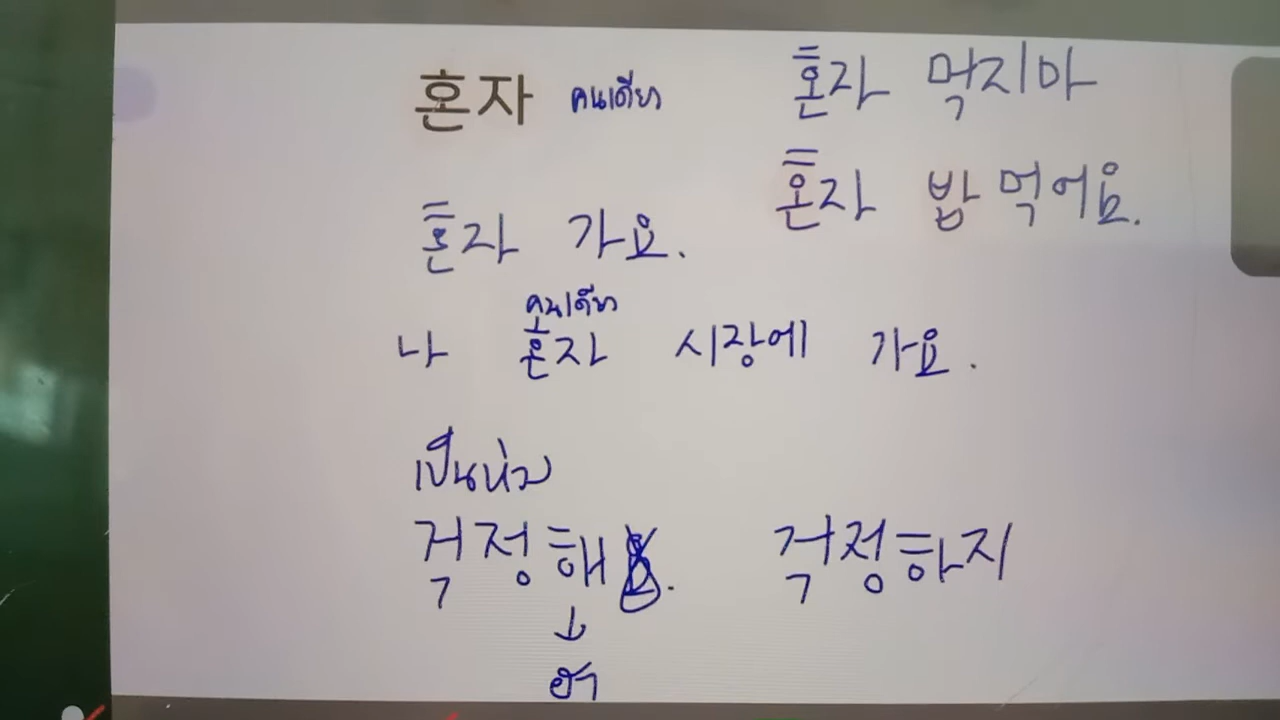 혼자 คนเดียว
혼자 먹지마
혼자 밥 먹어요.
혼자 가요.
คนเดียว
나 혼자 시장에 가요.
เป็นห่วง
걱정해 걱정하지
↓
ฮา